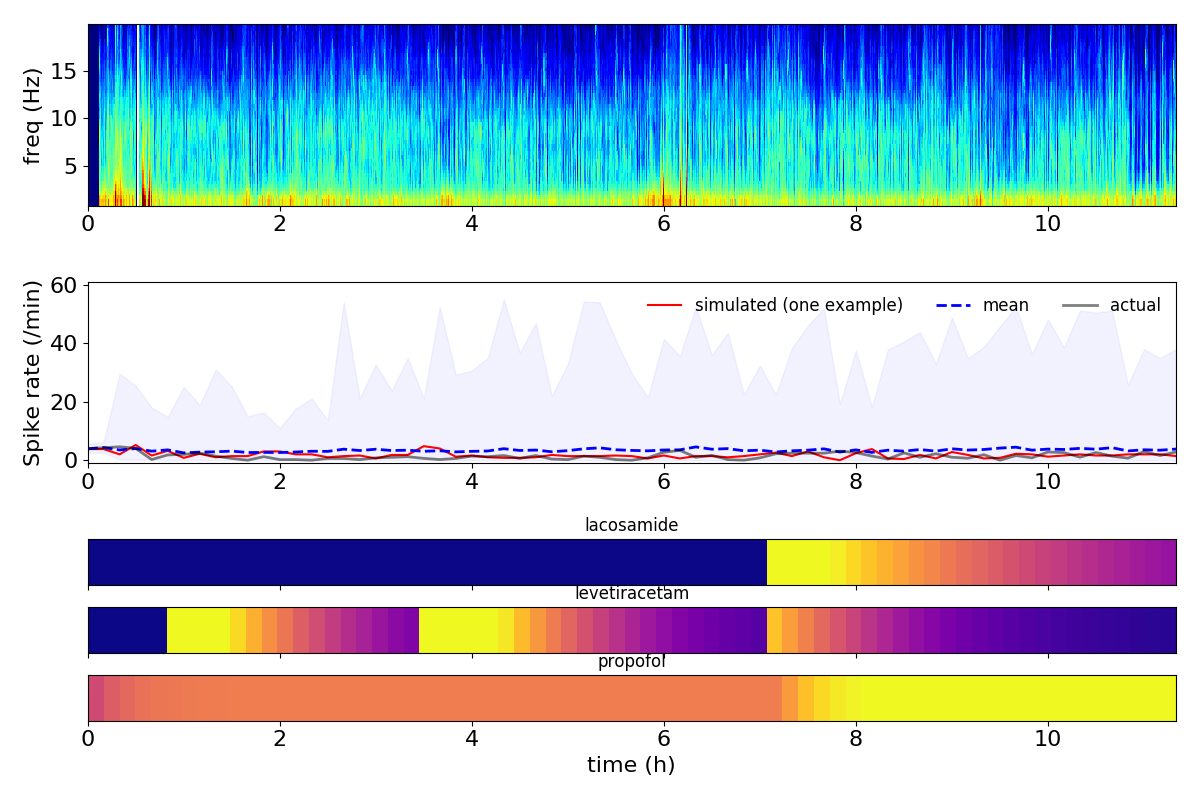 freq (Hz)
15
10
5
0 2 4 6 8 10
Spike rate (/min)
60
40
20
0
simulated (one example) mean actual
0 2 4 6 8 10
lacosamide
levetiracetam
propofol
0 2 4 6 8 10
time (h)